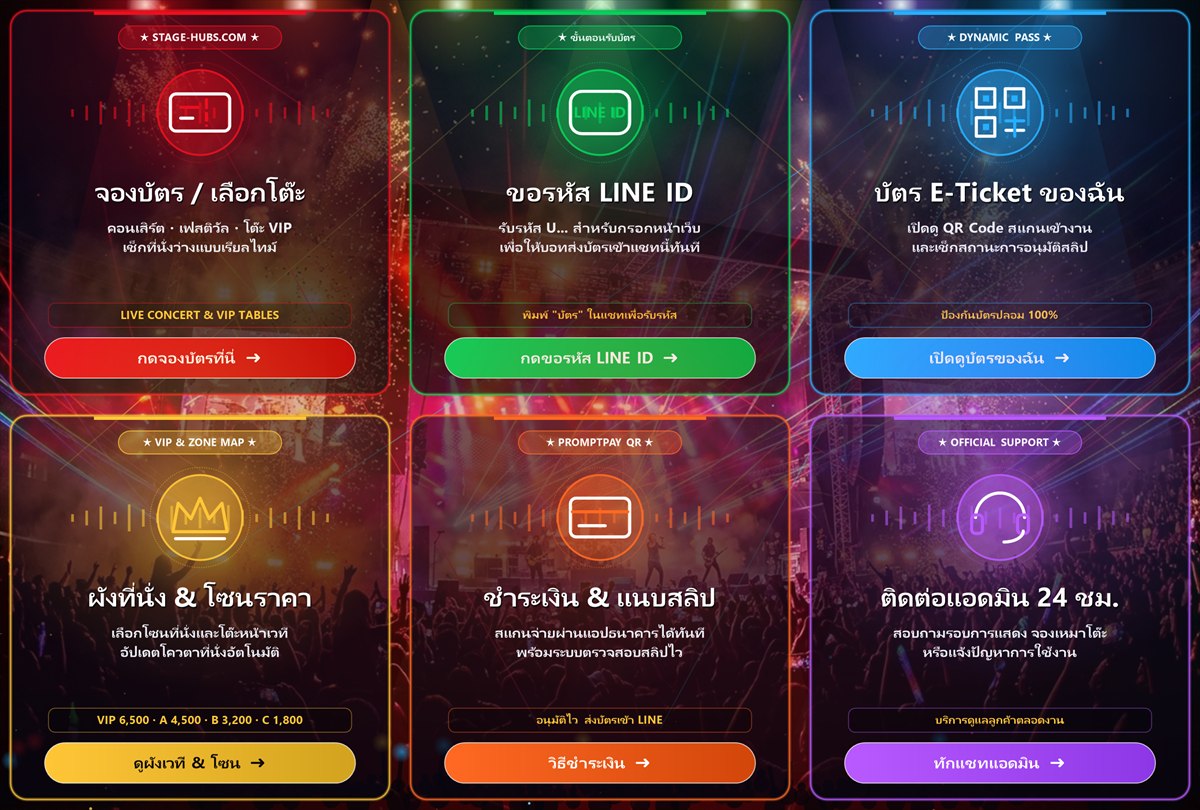 ★ STAGE-HUBS.COM ★
จองบัตร / เลือกโต๊ะ
คอนเสิร์ต · เฟสติวัล · โต๊ะ VIP
เช็กที่นั่งว่างแบบเรียลไทม์
LIVE CONCERT & VIP TABLES
กดจองบัตรที่นี่ →
★ ขั้นตอนรับบัตร ★
LINE ID
ขอรหัส LINE ID
รับรหัส U... สำหรับกรอกหน้าเว็บ
เพื่อให้บอทส่งบัตรเข้าแชทนี้ทันที
พิมพ์ "บัตร" ในแชทเพื่อรับรหัส
กดขอรหัส LINE ID →
★ DYNAMIC PASS ★
บัตร E-Ticket ของฉัน
เปิดดู QR Code สแกนเข้างาน
และเช็กสถานะการอนุมัติสลิป
ป้องกันบัตรปลอม 100%
เปิดดูบัตรของฉัน →
★ VIP & ZONE MAP ★
ผังที่นั่ง & โซนราคา
เลือกโซนที่นั่งและโต๊ะหน้าเวที
อัปเดตโควตาที่นั่งอัตโนมัติ
VIP 6,500 · A 4,500 · B 3,200 · C 1,800
ดูผังเวที & โซน →
★ PROMPTPAY QR ★
ชำระเงิน & แนบสลิป
สแกนจ่ายผ่านแอปธนาคารได้ทันที
พร้อมระบบตรวจสอบสลิปไว
อนุมัติไว ส่งบัตรเข้า LINE
วิธีชำระเงิน →
★ OFFICIAL SUPPORT ★
ติดต่อแอดมิน 24 ชม.
สอบถามรอบการแสดง จองเหมาโต๊ะ
หรือแจ้งปัญหาการใช้งาน
บริการดูแลลูกค้าตลอดงาน
ทักแชทแอดมิน →